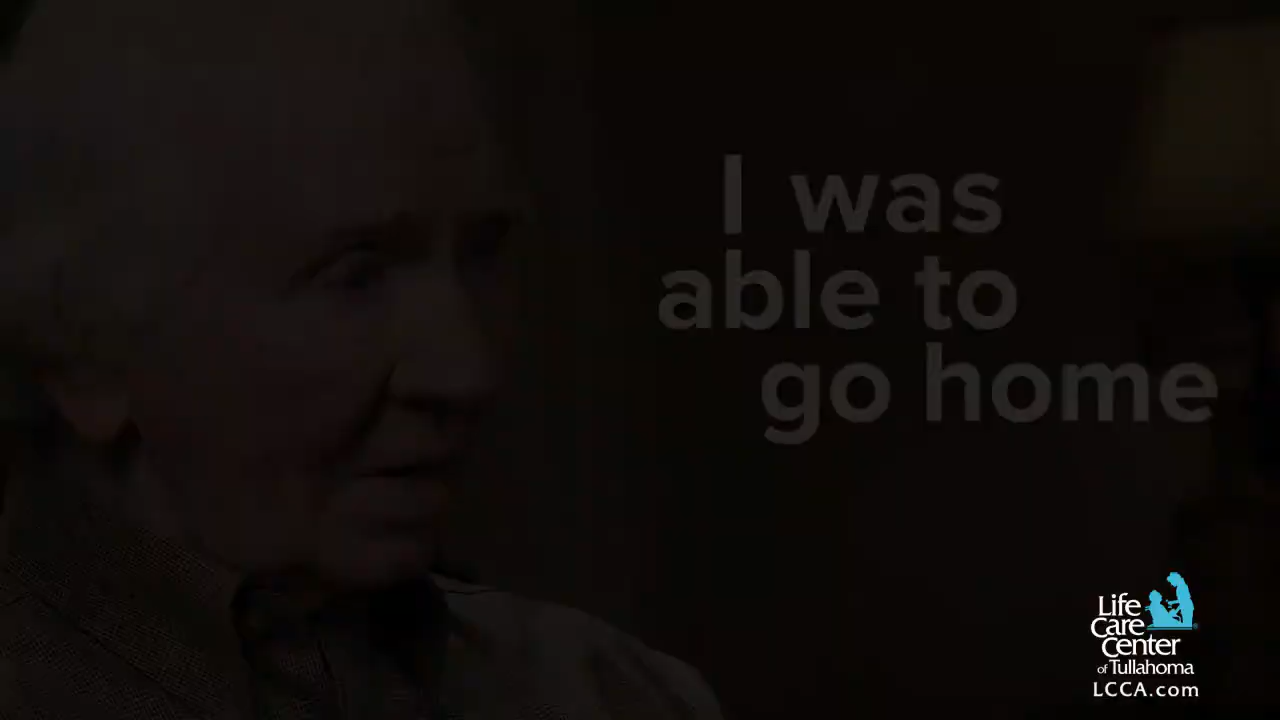 I was
able to
go home
Life
Care
Center
of Tullahoma
LCCA.com